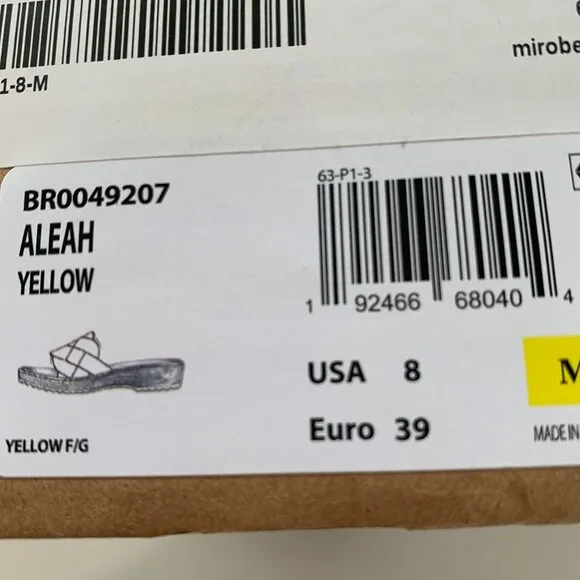 1-8-M
mirobe
BR0049207
ALEAH
YELLOW
63-P1-3
1 92466 68040 4
USA 8
Euro 39
M
MADE IN
YELLOW F/G